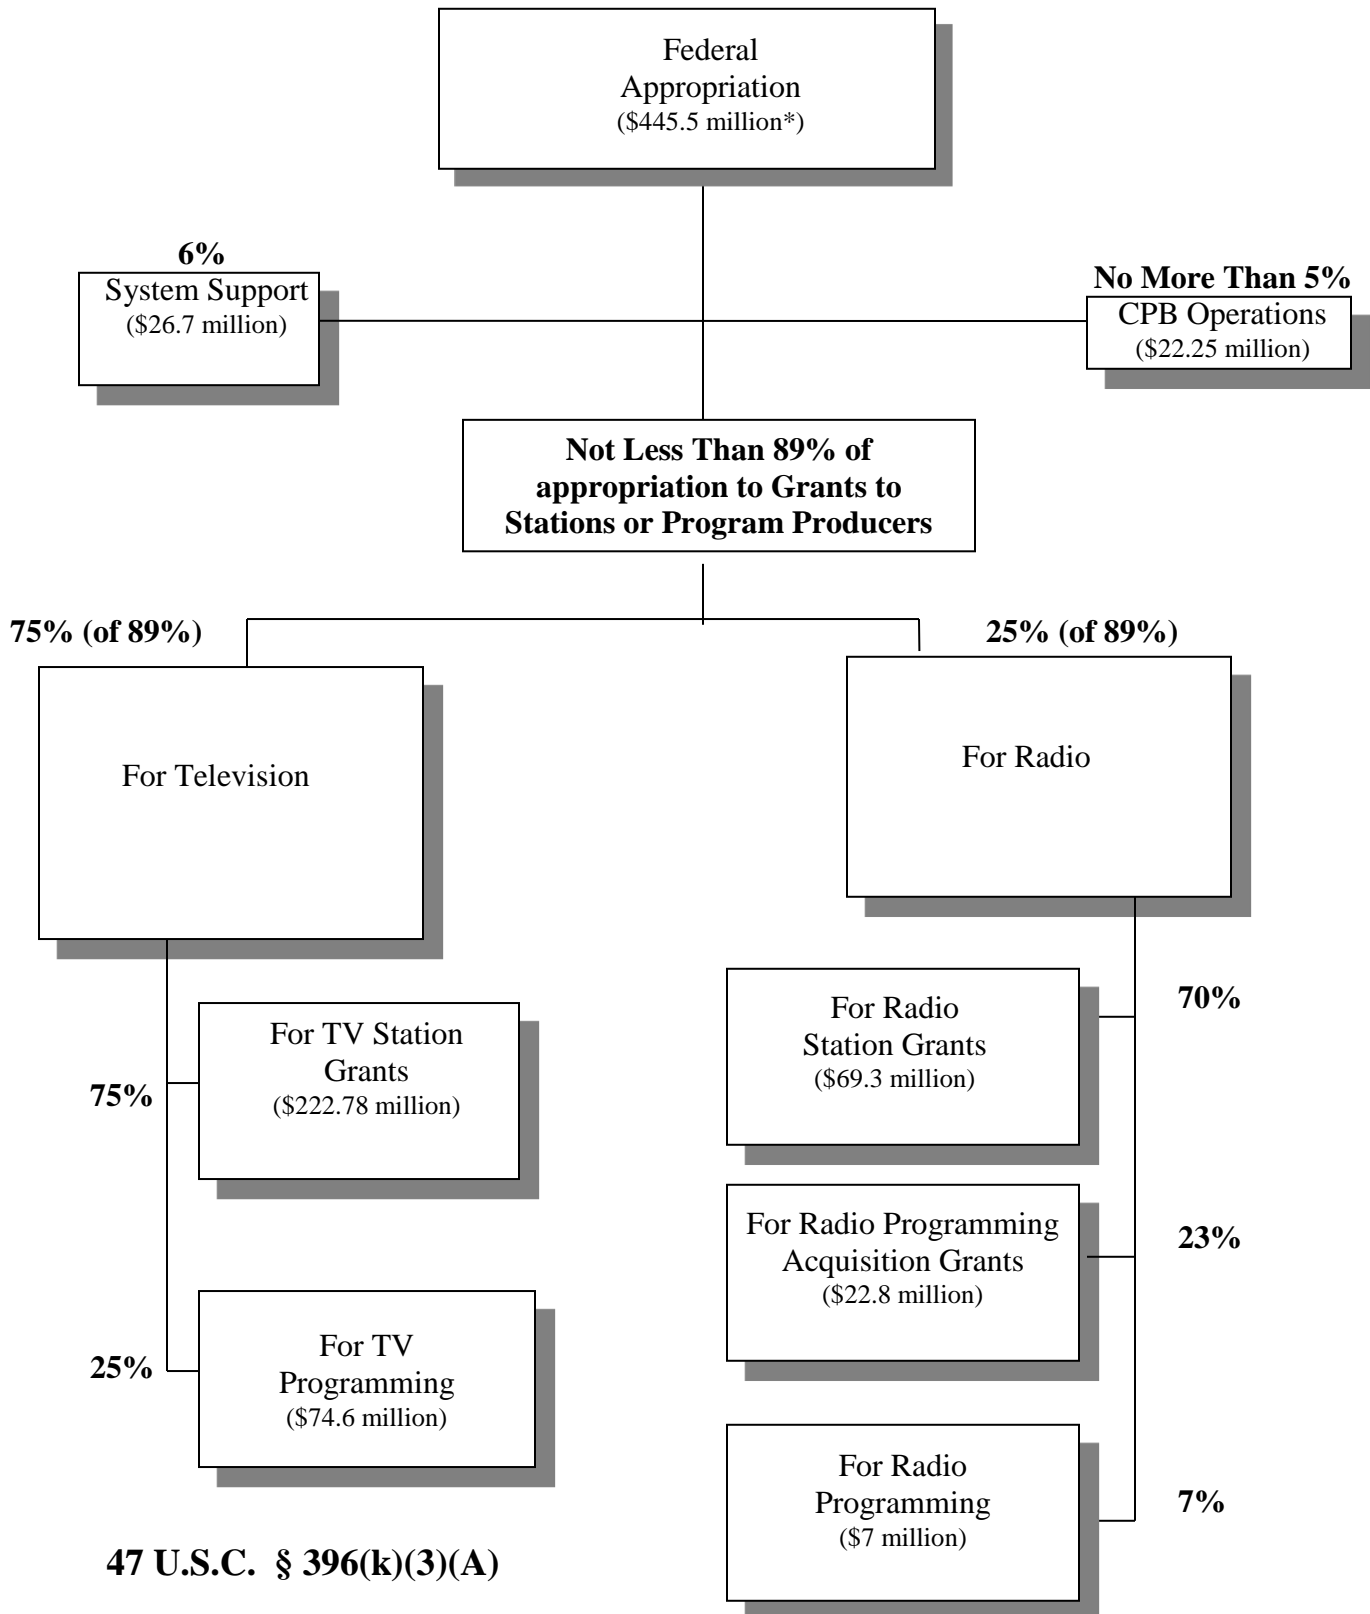 Federal
Appropriation
($445.5 million*)
6%
System Support
($26.7 million)
No More Than 5%
CPB Operations
($22.25 million)
Not Less Than 89% of
appropriation to Grants to
Stations or Program Producers
75% (of 89%)
25% (of 89%)
For Television
For Radio
For TV Station
Grants
($222.78 million)
75%
For TV
Programming
($74.6 million)
25%
For Radio
Station Grants
($69.3 million)
70%
For Radio Programming
Acquisition Grants
($22.8 million)
23%
For Radio
Programming
($7 million)
7%
47 U.S.C.  § 396(k)(3)(A)